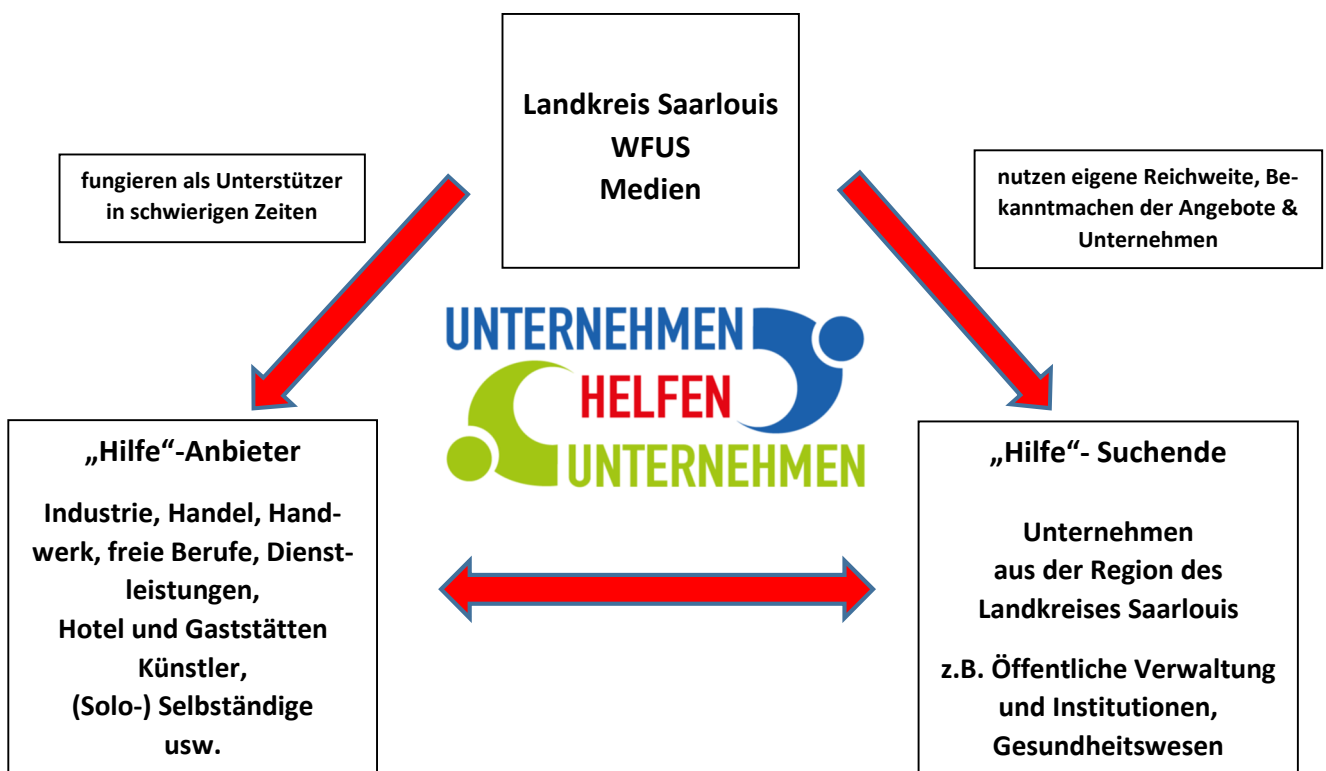 Landkreis Saarlouis
WFUS
Medien
fungieren als Unterstützer
in schwierigen Zeiten
nutzen eigene Reichweite, Be-
kanntmachen der Angebote &
Unternehmen
UNTERNEHMEN
HELFEN
UNTERNEHMEN
„Hilfe“-Anbieter
Industrie, Handel, Hand-
werk, freie Berufe, Dienst-
leistungen,
Hotel und Gaststätten
Künstler,
(Solo-) Selbständige
usw.
„Hilfe“- Suchende
Unternehmen
aus der Region des
Landkreises Saarlouis
z.B. Öffentliche Verwaltung
und Institutionen,
Gesundheitswesen